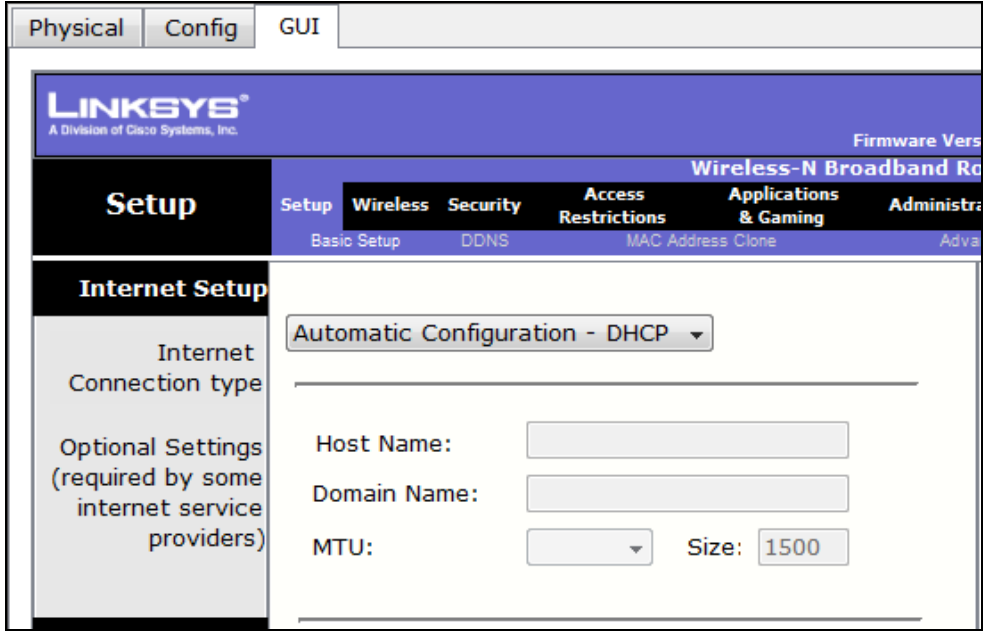 Physical Config GUI
LINKSYS®
A Division of Cisco Systems, Inc.
Firmware Vers
Wireless-N Broadband Ro
Setup
Setup Wireless Security Access Restrictions Applications & Gaming Administra
Basic Setup DDNS MAC Address Clone Adva
Internet Setup
Automatic Configuration - DHCP
Internet
Connection type
Optional Settings
(required by some
internet service
providers)
Host Name:
Domain Name:
MTU: Size: 1500